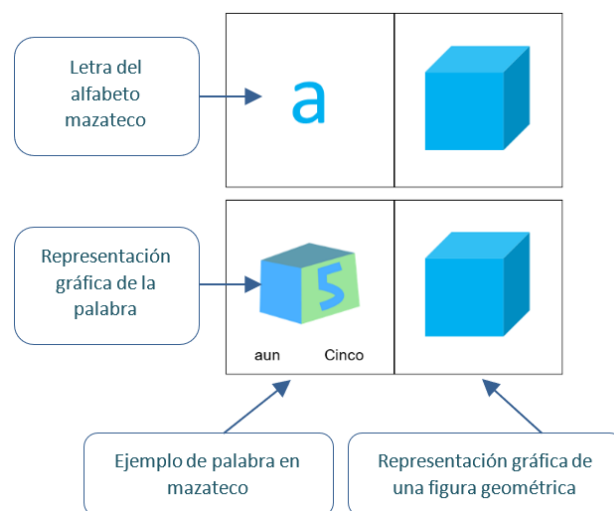 Letra del
alfabeto
mazateco
a
Representación
gráfica de la
palabra
5
aun Cinco
Ejemplo de palabra en
mazateco
Representación gráfica de
una figura geométrica